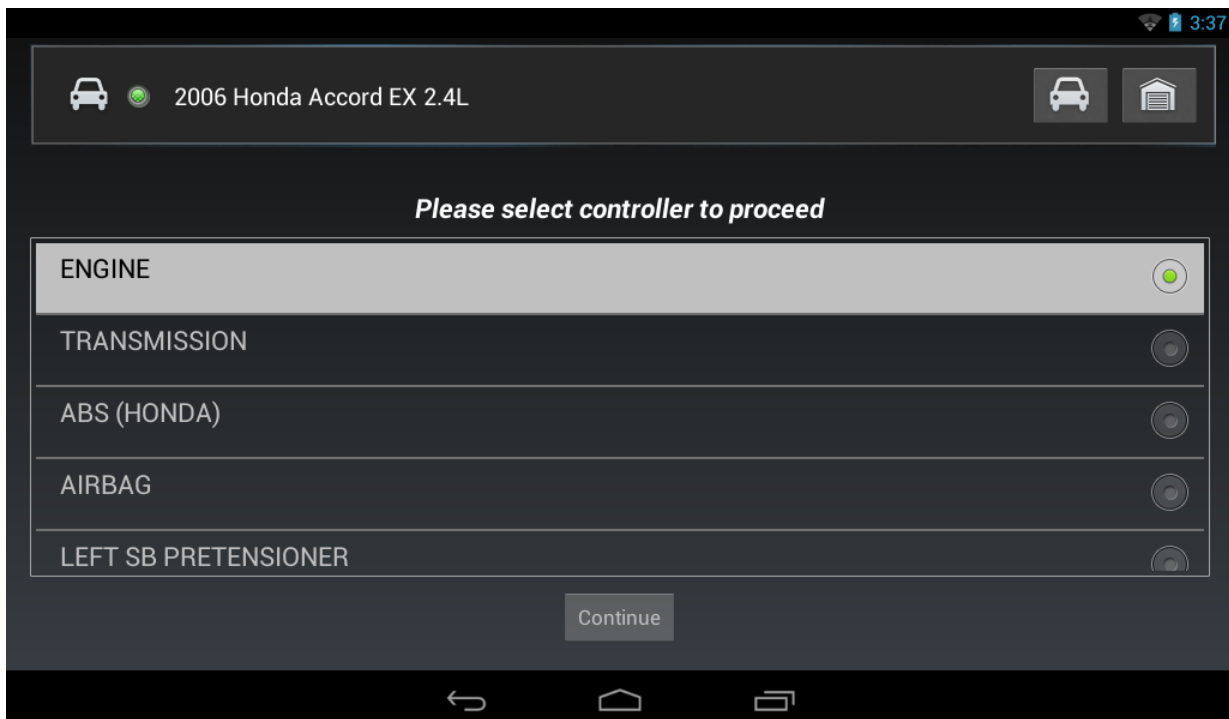 3:37
2006 Honda Accord EX 2.4L
Please select controller to proceed
ENGINE
TRANSMISSION
ABS (HONDA)
AIRBAG
LEFT SB PRETENSIONER
Continue